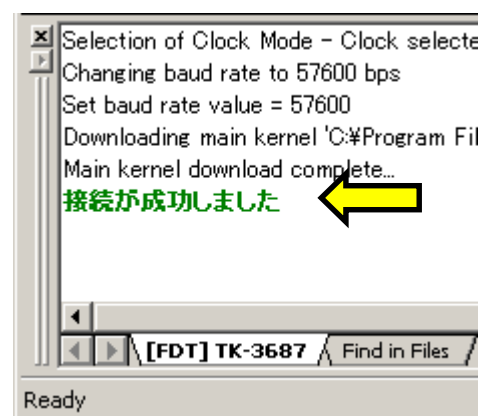 Selection of Clock Mode - Clock selecte
Changing baud rate to 57600 bps
Set baud rate value = 57600
Downloading main kernel 'C:¥Program Fil
Main kernel download complete...
接続が成功しました
[FDT] TK-3687 Find in Files
Ready